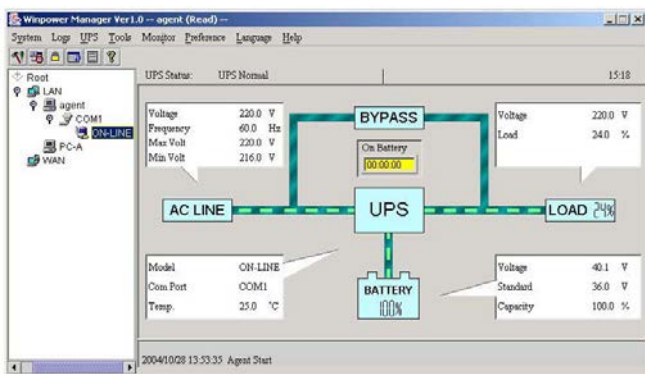 Winpower Manager Ver1.0 -- agent (Read) --
System Logs UPS Tools Monitor Preference Language Help
Root
LAN
agent
COM1
ON-LINE
PC-A
WAN
UPS Status: UPS Normal 15:18
Voltage 220.0 V
Frequency 60.0 Hz
Max Volt 220.0 V
Min Volt 216.0 V
BYPASS
On Battery
00:00:00
Voltage 220.0 V
Load 24.0 %
AC LINE
UPS
LOAD 24%
Model ON-LINE
Com Port COM1
Temp. 25.0 °C
BATTERY
100%
Voltage 40.1 V
Standard 36.0 V
Capacity 100.0 %
2004/10/28 13:53:35 Agent Start